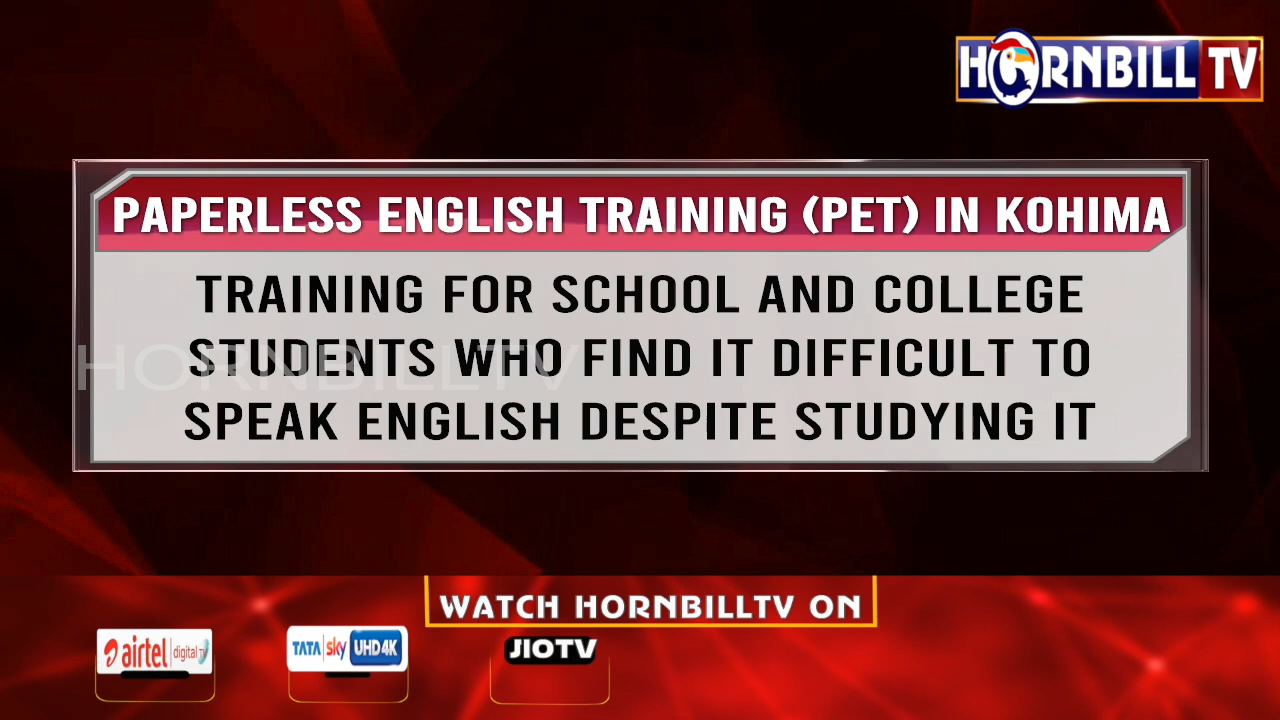 HORNBILL TV
PAPERLESS ENGLISH TRAINING (PET) IN KOHIMA
TRAINING FOR SCHOOL AND COLLEGE
STUDENTS WHO FIND IT DIFFICULT TO
SPEAK ENGLISH DESPITE STUDYING IT
HORNBILLTV
WATCH HORNBILLTV ON
airtel digital TV
TATA sky UHD4K
JIOTV